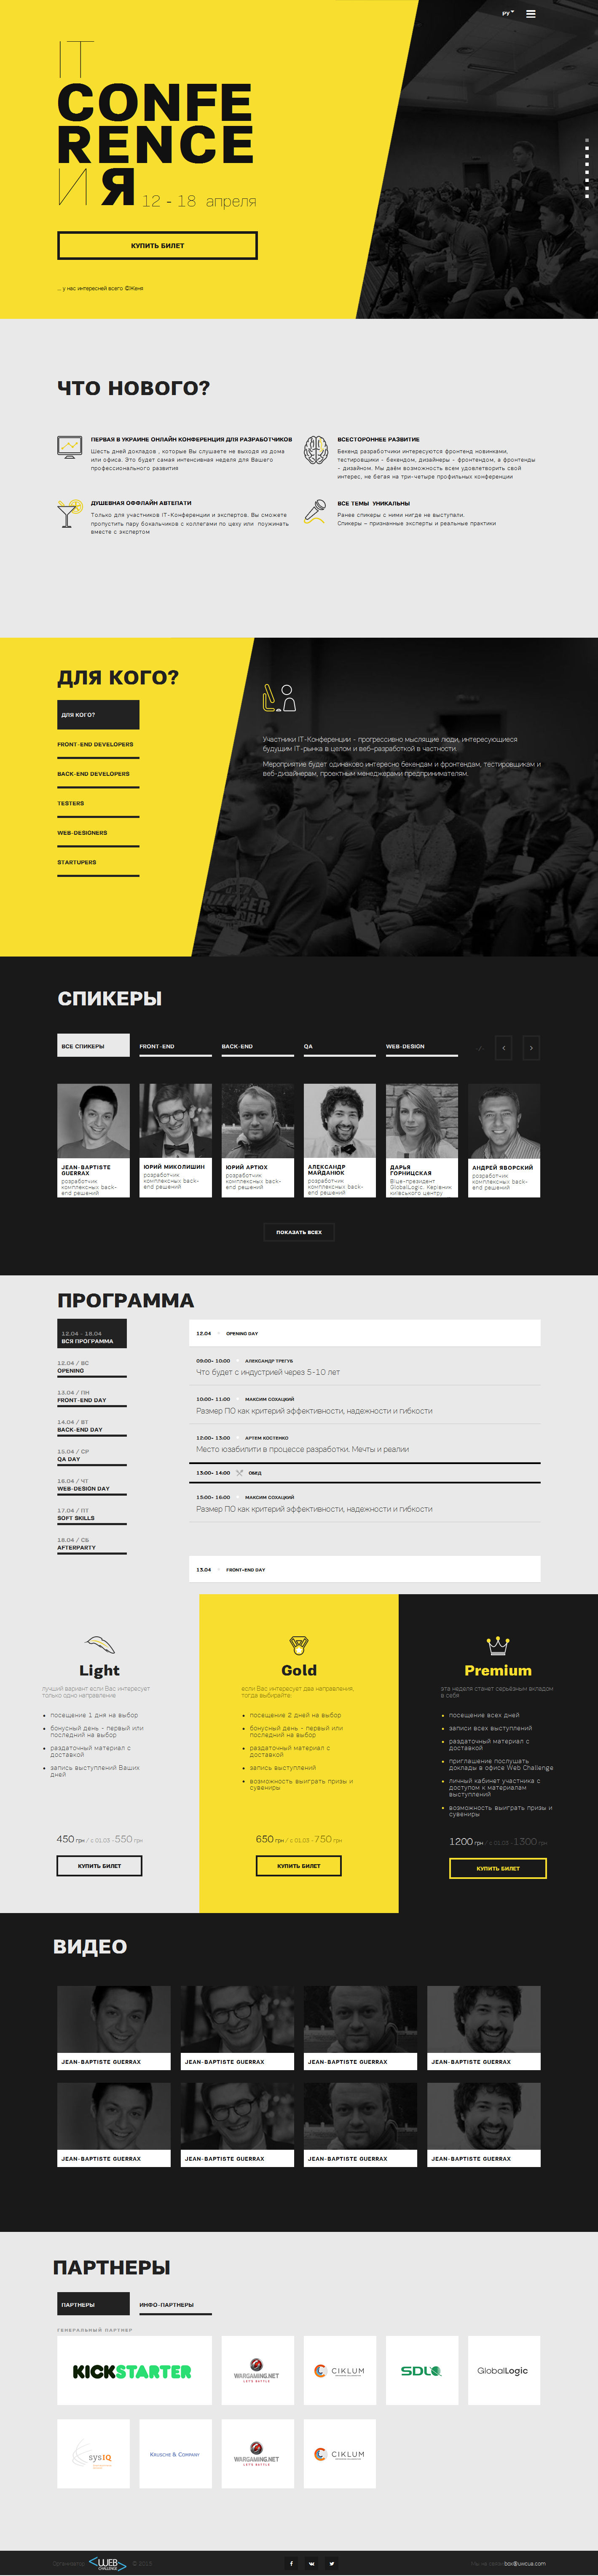 РУ
IT
CONFE
RENCE
И Я 12 - 18 апреля
КУПИТЬ БИЛЕТ
... у нас интересней всего ©Женя
ЧТО НОВОГО?
ПЕРВАЯ В УКРАИНЕ ОНЛАЙН КОНФЕРЕНЦИЯ ДЛЯ РАЗРАБОТЧИКОВ
Шесть дней докладов , которые Вы слушаете не выходя из дома
или офиса. Это будет самая интенсивная неделя для Вашего
профессионального развития
ВСЕСТОРОННЕЕ РАЗВИТИЕ
Бекенд разработчики интересуются фронтенд новинками,
тестировщики - бекендом, дизайнеры - фронтендом, а фронтенды
- дизайном. Мы даём возможность всем удовлетворить свой
интерес, не бегая на три-четыре профильных конференции
ДУШЕВНАЯ ОФФЛАЙН АВТЕПАТИ
Только для участников IT-Конференции и экспертов. Вы сможете
пропустить пару бокальчиков с коллегами по цеху или поужинать
вместе с экспертом
ВСЕ ТЕМЫ УНИКАЛЬНЫ
Ранее спикеры с ними нигде не выступали.
Спикеры – признанные эксперты и реальные практики
ДЛЯ КОГО?
ДЛЯ КОГО?
FRONT-END DEVELOPERS
BACK-END DEVELOPERS
TESTERS
WEB-DESIGNERS
STARTUPERS
Участники IT-Конференции - прогрессивно мыслящие люди, интересующиеся
будущим IT-рынка в целом и веб-разработкой в частности.
Мероприятие будет одинаково интересно бекендам и фронтендам, тестировщикам и
веб-дизайнерам, проектным менеджерами предпринимателям.
СПИКЕРЫ
ВСЕ СПИКЕРЫ
FRONT-END
BACK-END
QA
WEB-DESIGN
JEAN-BAPTISTE
GUERRAX
розработчик
комплексных back-
end решений
ЮРИЙ МИКОЛИШИН
розработчик
комплексных back-
end решений
ЮРИЙ АРТЮХ
розработчик
комплексных back-
end решений
АЛЕКСАНДР
МАЙДАНЮК
розработчик
комплексных back-
end решений
ДАРЬЯ
ГОРНИЦСКАЯ
Віце-президент
GlobalLogic. Керівник
київського центру
АНДРЕЙ ЯВОРСКИЙ
розработчик
комплексных back-
end решений
ПОКАЗАТЬ ВСЕХ
ПРОГРАММА
12.04 - 18.04
ВСЯ ПРОГРАММА
12.04 / ВС
OPENING
13.04 / ПН
FRONT-END DAY
14.04 / ВТ
BACK-END DAY
15.04 / СР
QA DAY
16.04 / ЧТ
WEB-DESIGN DAY
17.04 / ПТ
SOFT SKILLS
18.04 / СБ
AFTERPARTY
12.04 OPENING DAY
09:00- 10:00 АЛЕКСАНДР ТРЕГУБ
Что будет с индустрией через 5-10 лет
10:00- 11:00 МАКСИМ СОХАЦКИЙ
Размер ПО как критерий эффективности, надежности и гибкости
12:00- 13:00 АРТЕМ КОСТЕНКО
Место юзабилити в процессе разработки. Мечты и реалии
13:00- 14:00 ОБЕД
15:00- 16:00 МАКСИМ СОХАЦКИЙ
Размер ПО как критерий эффективности, надежности и гибкости
13.04 FRONT-END DAY
Light
лучший вариант если Вас интересует
только одно направление
посещение 1 дня на выбор
бонусный день - первый или
последний на выбор
раздаточный материал с
доставкой
запись выступлений Ваших
дней
450 грн / с 01.03 - 550 грн
КУПИТЬ БИЛЕТ
Gold
если Вас интересует два направления,
тогда выбирайте:
посещение 2 дней на выбор
бонусный день - первый или
последний на выбор
раздаточный материал с
доставкой
запись выступлений
возможность выиграть призы и
сувениры
650 грн / с 01.03 - 750 грн
КУПИТЬ БИЛЕТ
Premium
эта неделя станет серьёзным вкладом
в себя
посещение всех дней
записи всех выступлений
раздаточный материал с
доставкой
приглашение послушать
доклады в офисе Web Challenge
личный кабинет участника с
доступом к материалам
выступлений
возможность выиграть призы и
сувениры
1200 грн / с 01.03 - 1300 грн
КУПИТЬ БИЛЕТ
ВИДЕО
JEAN-BAPTISTE GUERRAX
JEAN-BAPTISTE GUERRAX
JEAN-BAPTISTE GUERRAX
JEAN-BAPTISTE GUERRAX
JEAN-BAPTISTE GUERRAX
JEAN-BAPTISTE GUERRAX
JEAN-BAPTISTE GUERRAX
JEAN-BAPTISTE GUERRAX
ПАРТНЕРЫ
ПАРТНЕРЫ
ИНФО-ПАРТНЕРЫ
ГЕНЕРАЛЬНЫЙ ПАРТНЕР
KICKSTARTER
WARGAMING.NET
LET'S BATTLE
CIKLUM
SDL
GlobalLogic
sysIQ
KRUSCHE & COMPANY
WARGAMING.NET
LET'S BATTLE
CIKLUM
Организатор: WEB CHALLENGE © 2013
box@uwcua.com